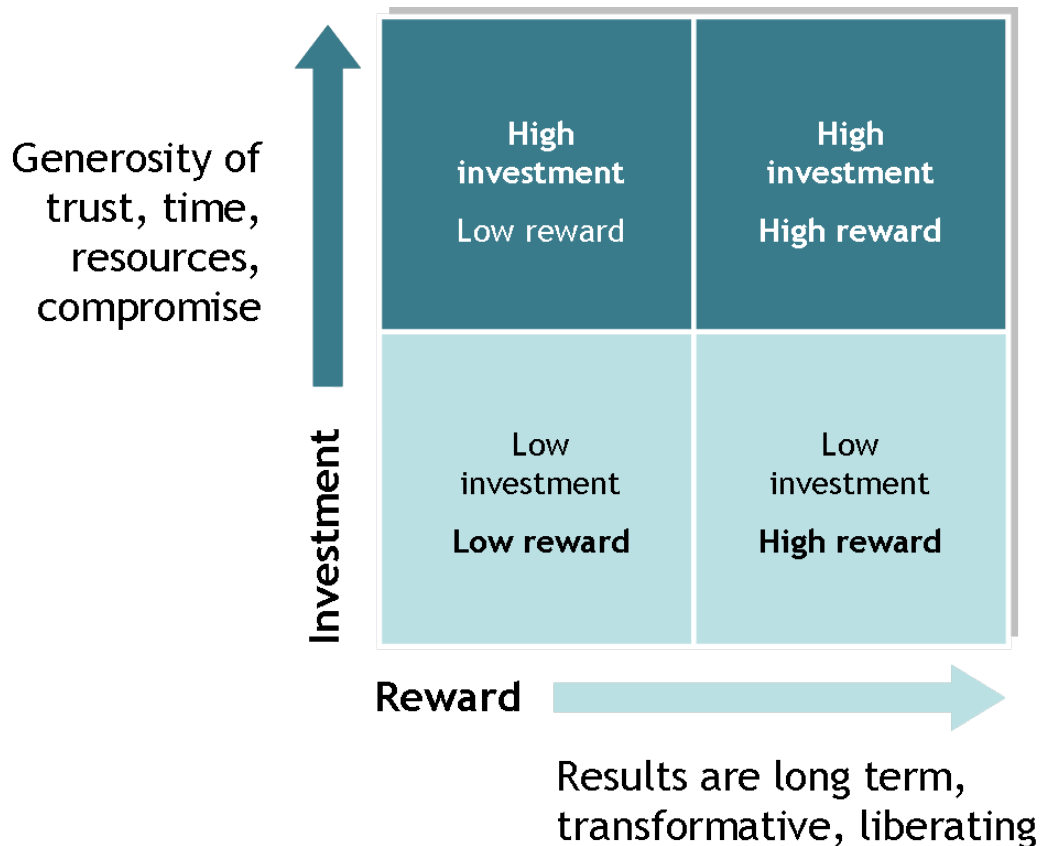 Generosity of
trust, time,
resources,
compromise
Investment
High
investment
Low reward
High
investment
High reward
Low
investment
Low reward
Low
investment
High reward
Reward
Results are long term,
transformative, liberating